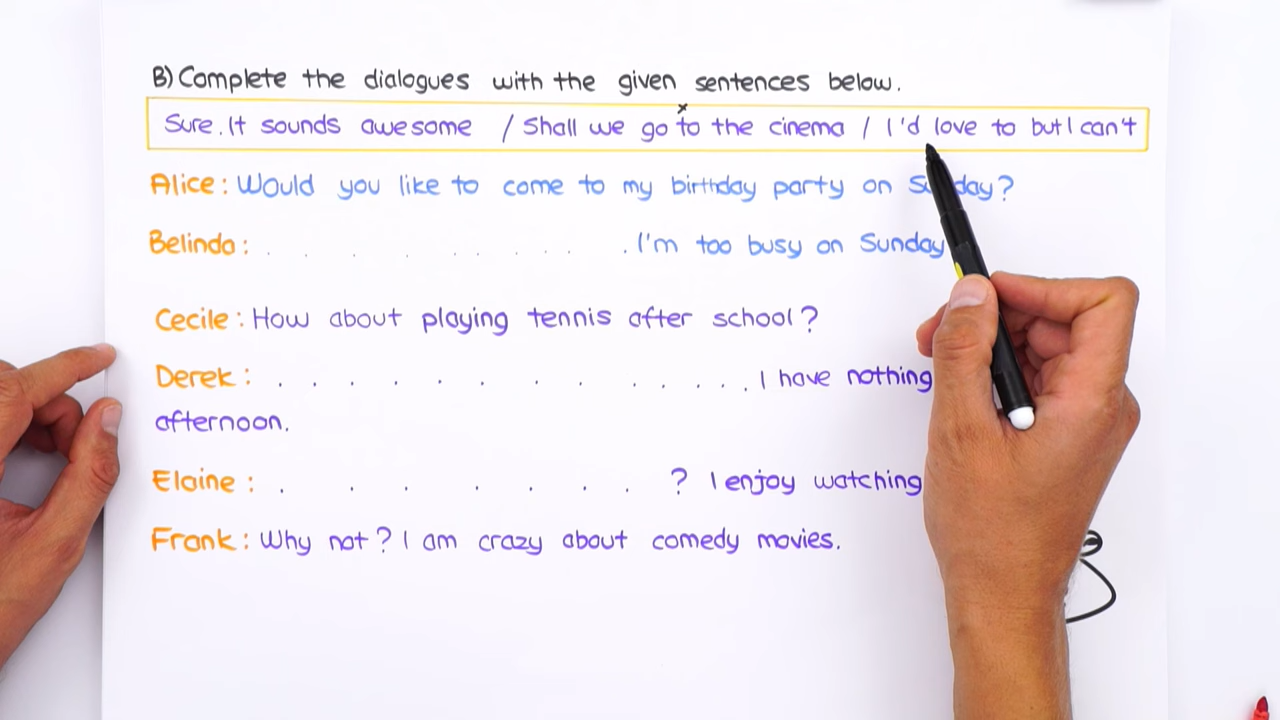 B) Complete the dialogues with the given sentences below.
x
Sure. It sounds awesome / Shall we go to the cinema / I'd love to but I can't
Alice: Would you like to come to my birthday party on Sunday?
Belinda: . . . . . . . . I'm too busy on Sunday
Cecile: How about playing tennis after school?
Derek: . . . . . . . . . . . . I have nothing
afternoon.
Elaine: . . . . . . . ? I enjoy watching
Frank: Why not? I am crazy about comedy movies.